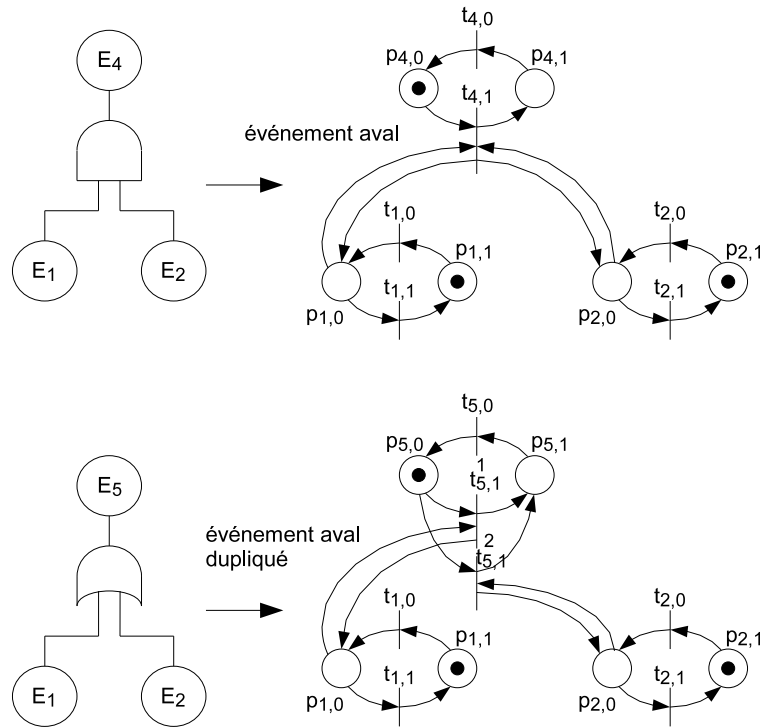 E4
E1
E2
événement aval
t4,0
p4,0
p4,1
t4,1
t1,0
p1,1
t1,1
p1,0
t2,0
p2,1
t2,1
p2,0
E5
E1
E2
événement aval
dupliqué
t5,0
p5,0
p5,1
1
t5,1
2
t5,1
t1,0
p1,1
t1,1
p1,0
t2,0
p2,1
t2,1
p2,0